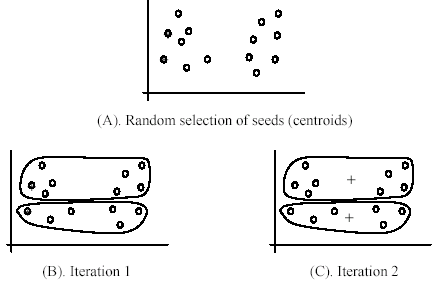 (A). Random selection of seeds (centroids)
(B). Iteration 1
(C). Iteration 2